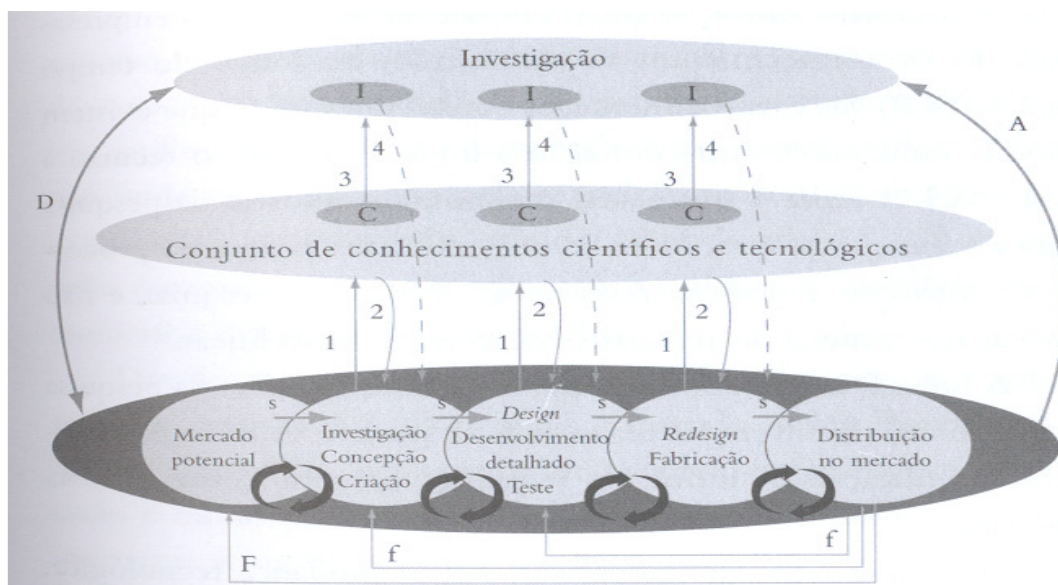 Investigação
I
I
I
A
4
4
4
3
3
3
D
C
C
C
Conjunto de conhecimentos científicos e tecnológicos
2
2
2
1
1
1
s
s
s
s
Mercado
potencial
Investigação
Concepção
Criação
Design
Desenvolvimento
detalhado
Teste
Redesign
Fabricação
Distribuição
no mercado
F
f
f